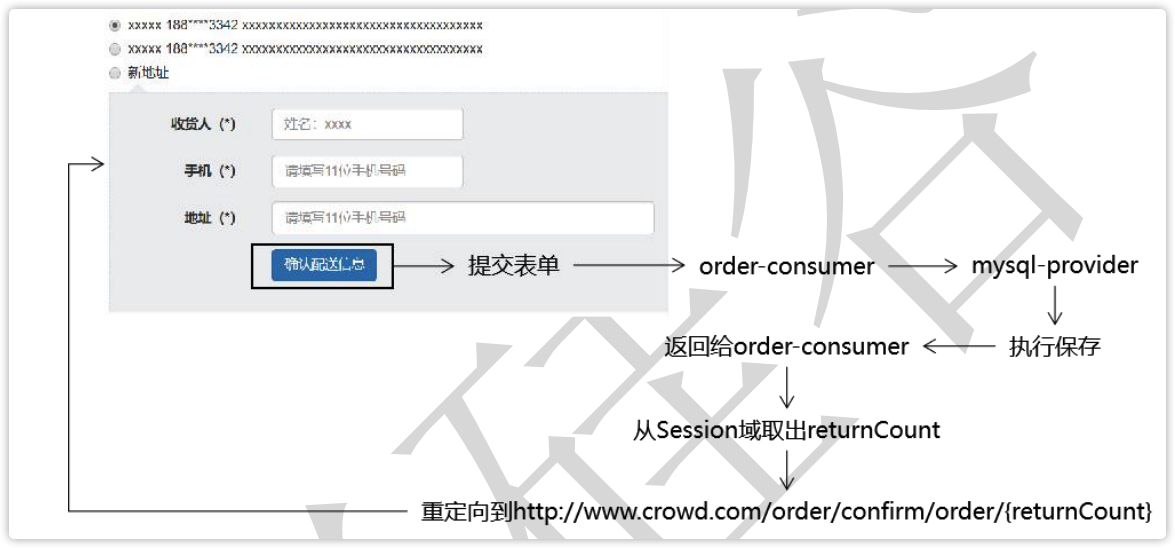 xxxxx 188****3342 xxxxxxxxxxxxxxxxxxxxxxxxxxxxxxxxxxxx
xxxxx 188****3342 xxxxxxxxxxxxxxxxxxxxxxxxxxxxxxxxxxxx
新地址
收货人 (*) 姓名：xxxx
手机 (*) 请填写11位手机号码
地址 (*) 请填写11位手机号码
确认配送信息 提交表单 order-consumer mysql-provider
返回给order-consumer 执行保存
从Session域取出returnCount
重定向到http://www.crowd.com/order/confirm/order/{returnCount}